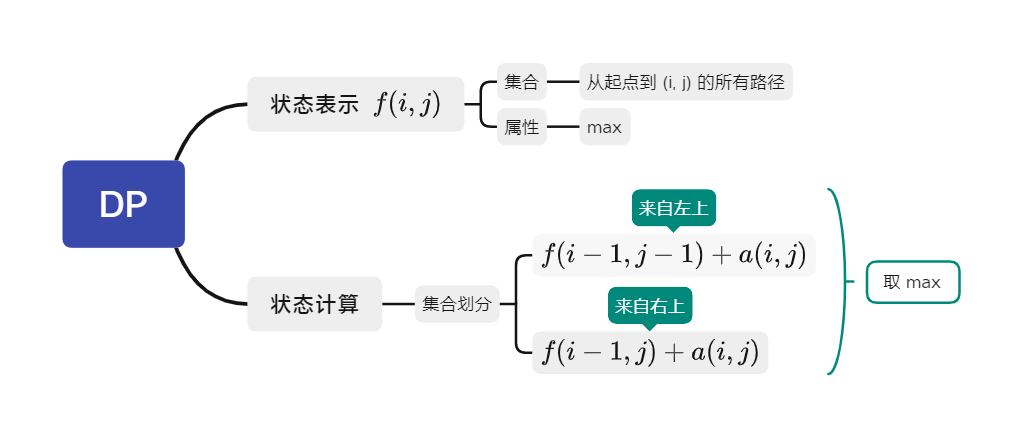 DP
状态表示 f(i, j)
集合
从起点到 (i, j) 的所有路径
属性
max
状态计算
集合划分
来自左上
f(i − 1, j − 1) + a(i, j)
来自右上
f(i − 1, j) + a(i, j)
取 max